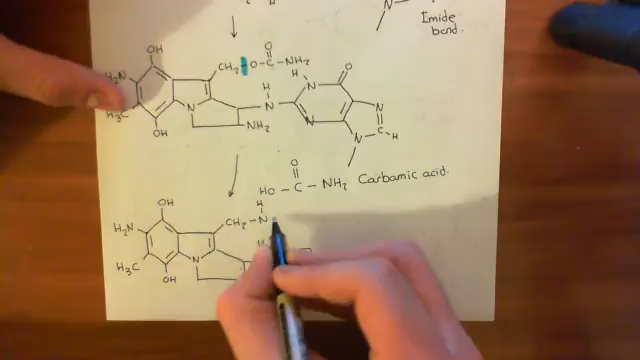 H
N
Imide
bond.
OH
H₂N
CH₂-O-C-NH₂
O
H
N
O
H₃C
N
H
N
N
N
NH₂
N
C-H
N
OH
O
HO-C-NH₂ Carbamic acid.
OH
H
H₂N
CH₂-N
H₃C
N
H
OH